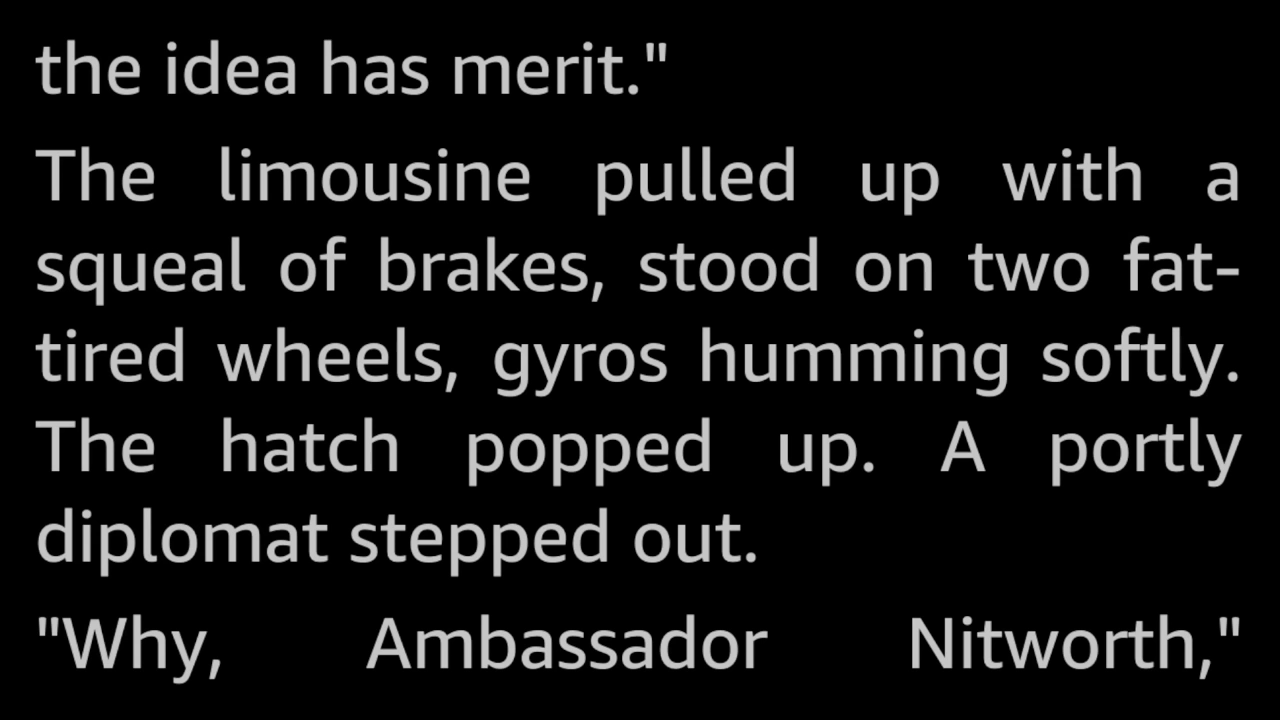 the idea has merit."
The limousine pulled up with a
squeal of brakes, stood on two fat-
tired wheels, gyros humming softly.
The hatch popped up. A portly
diplomat stepped out.
"Why, Ambassador Nitworth,"